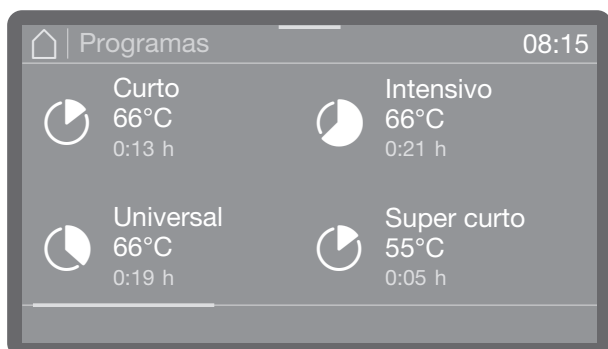 Programas 08:15
Curto
66°C
0:13 h
Intensivo
66°C
0:21 h
Universal
66°C
0:19 h
Super curto
55°C
0:05 h